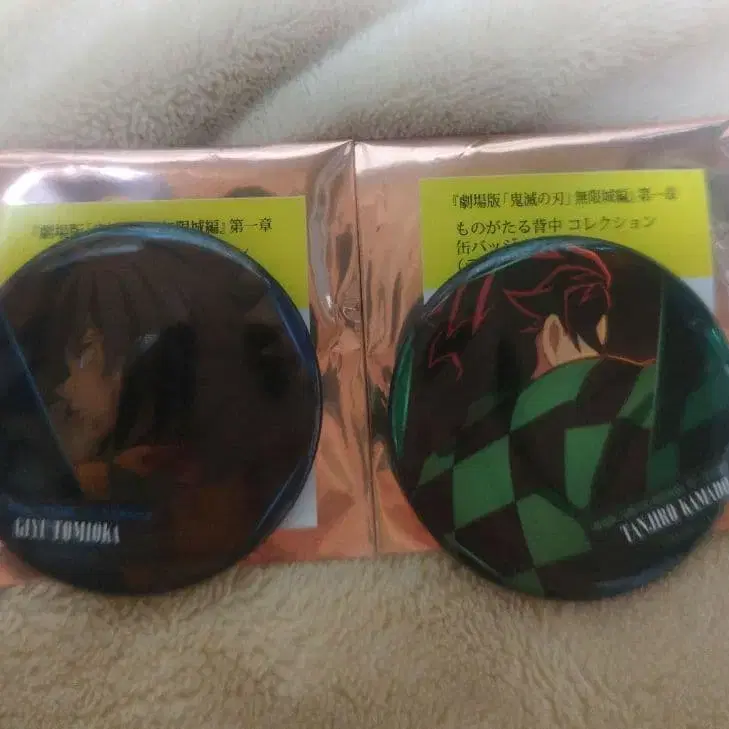 『劇場版「 無限城編』第一章
GIYU TOMIOKA
『劇場版「鬼滅の刃」無限城編』第一章
ものがたる背中 コレクション
缶バッジ
TANJIRO KAMADO